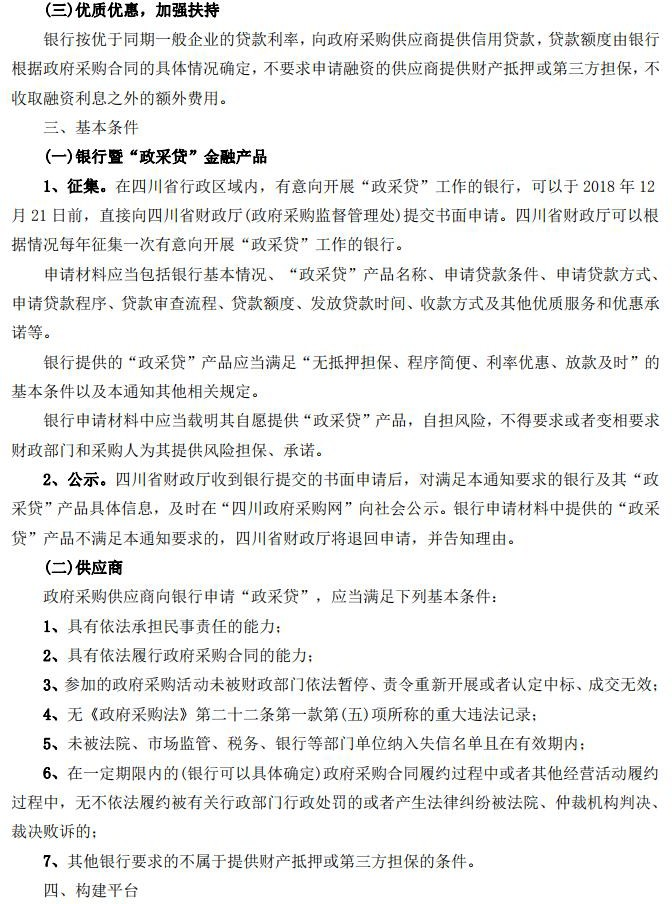 (三)优质优惠，加强扶持
银行按优于同期一般企业的贷款利率，向政府采购供应商提供信用贷款，贷款额度由银行
根据政府采购合同的具体情况确定，不要求申请融资的供应商提供财产抵押或第三方担保，不
收取融资利息之外的额外费用。
三、基本条件
(一)银行暨“政采贷”金融产品
1、征集。在四川省行政区域内，有意向开展“政采贷”工作的银行，可以于 2018 年 12
月 21 日前，直接向四川省财政厅(政府采购监督管理处)提交书面申请。四川省财政厅可以根
据情况每年征集一次有意向开展“政采贷”工作的银行。
申请材料应当包括银行基本情况、“政采贷”产品名称、申请贷款条件、申请贷款方式、
申请贷款程序、贷款审查流程、贷款额度、发放贷款时间、收款方式及其他优质服务和优惠承
诺等。
银行提供的“政采贷”产品应当满足“无抵押担保、程序简便、利率优惠、放款及时”的
基本条件以及本通知其他相关规定。
银行申请材料中应当载明其自愿提供“政采贷”产品，自担风险，不得要求或者变相要求
财政部门和采购人为其提供风险担保、承诺。
2、公示。四川省财政厅收到银行提交的书面申请后，对满足本通知要求的银行及其“政
采贷”产品具体信息，及时在“四川政府采购网”向社会公示。银行申请材料中提供的“政采
贷”产品不满足本通知要求的，四川省财政厅将退回申请，并告知理由。
(二)供应商
政府采购供应商向银行申请“政采贷”，应当满足下列基本条件：
1、具有依法承担民事责任的能力；
2、具有依法履行政府采购合同的能力；
3、参加的政府采购活动未被财政部门依法暂停、责令重新开展或者认定中标、成交无效；
4、无《政府采购法》第二十二条第一款第(五)项所称的重大违法记录；
5、未被法院、市场监管、税务、银行等部门单位纳入失信名单且在有效期内；
6、在一定期限内的(银行可以具体确定)政府采购合同履约过程中或者其他经营活动履约
过程中，无不依法履约被有关行政部门行政处罚的或者产生法律纠纷被法院、仲裁机构判决、
裁决败诉的；
7、其他银行要求的不属于提供财产抵押或第三方担保的条件。
四、构建平台